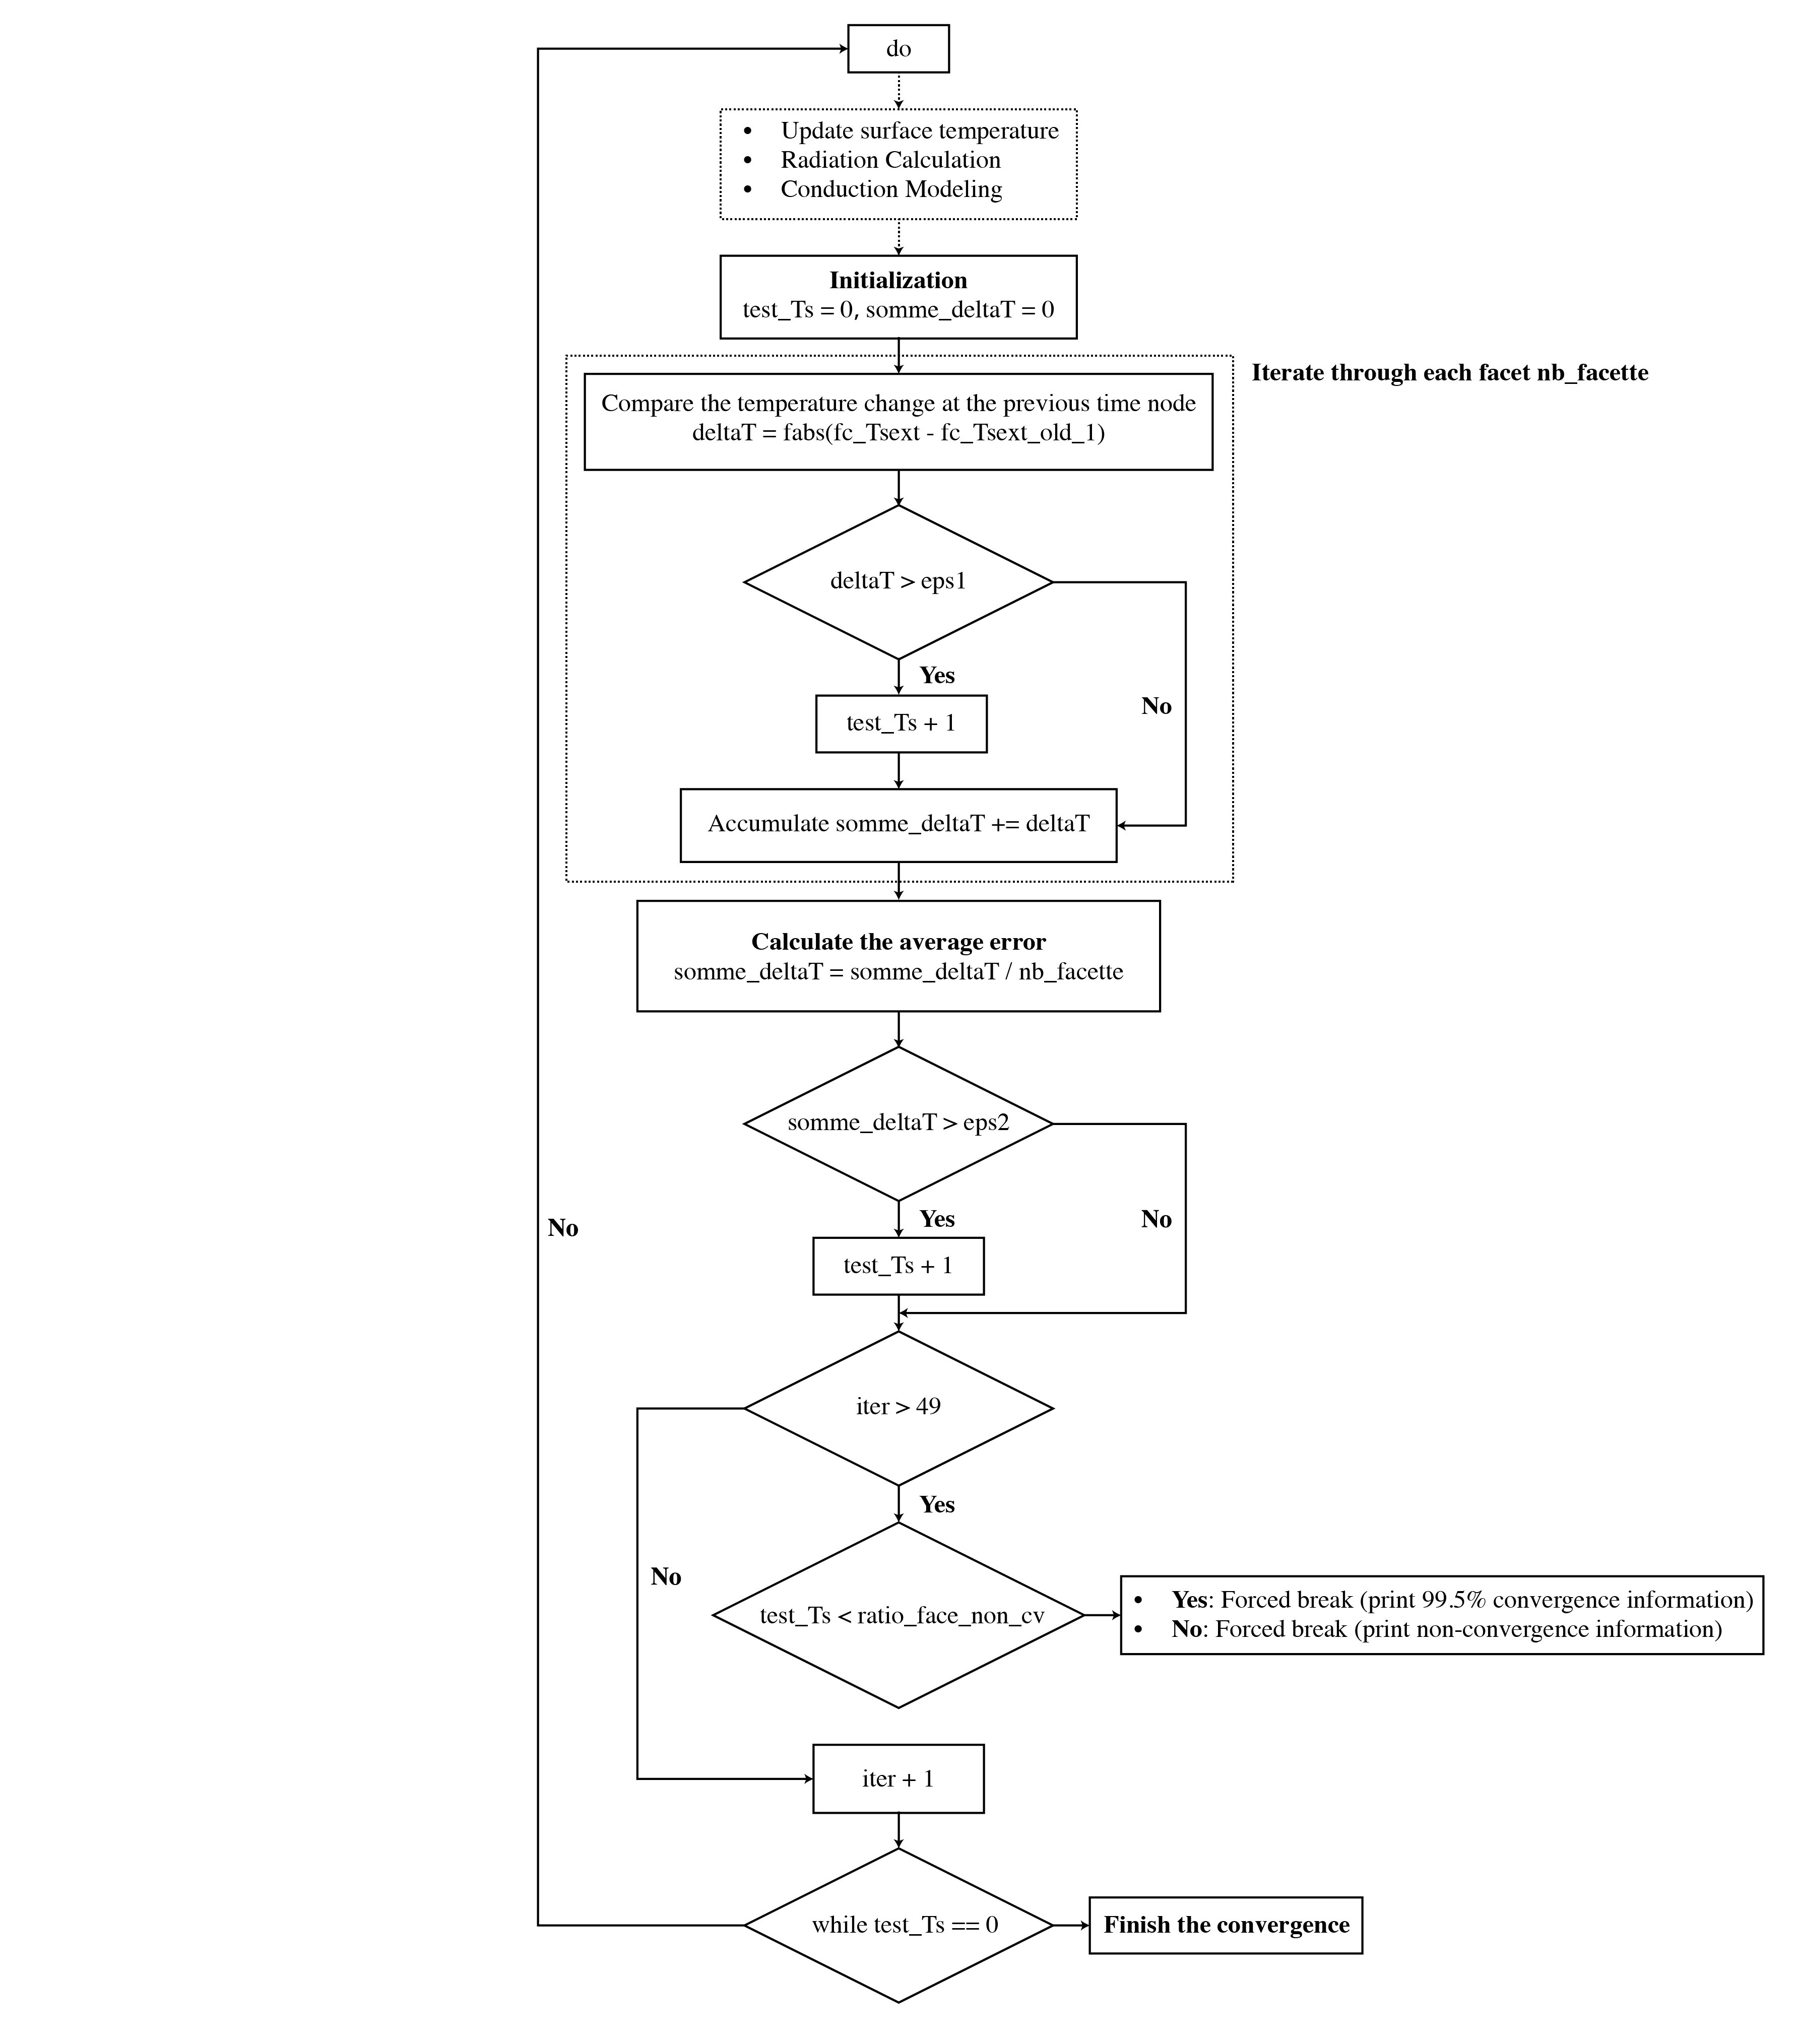 do
• Update surface temperature
• Radiation Calculation
• Conduction Modeling
Initialization
test_Ts = 0, somme_deltaT = 0
Iterate through each facet nb_facette
Compare the temperature change at the previous time node
deltaT = fabs(fc_Tsext - fc_Tsext_old_1)
deltaT > eps1
Yes
No
test_Ts + 1
Accumulate somme_deltaT += deltaT
Calculate the average error
somme_deltaT = somme_deltaT / nb_facette
somme_deltaT > eps2
Yes
No
No
test_Ts + 1
iter > 49
Yes
No
test_Ts < ratio_face_non_cv
• Yes: Forced break (print 99.5% convergence information)
• No: Forced break (print non-convergence information)
iter + 1
while test_Ts == 0
Finish the convergence